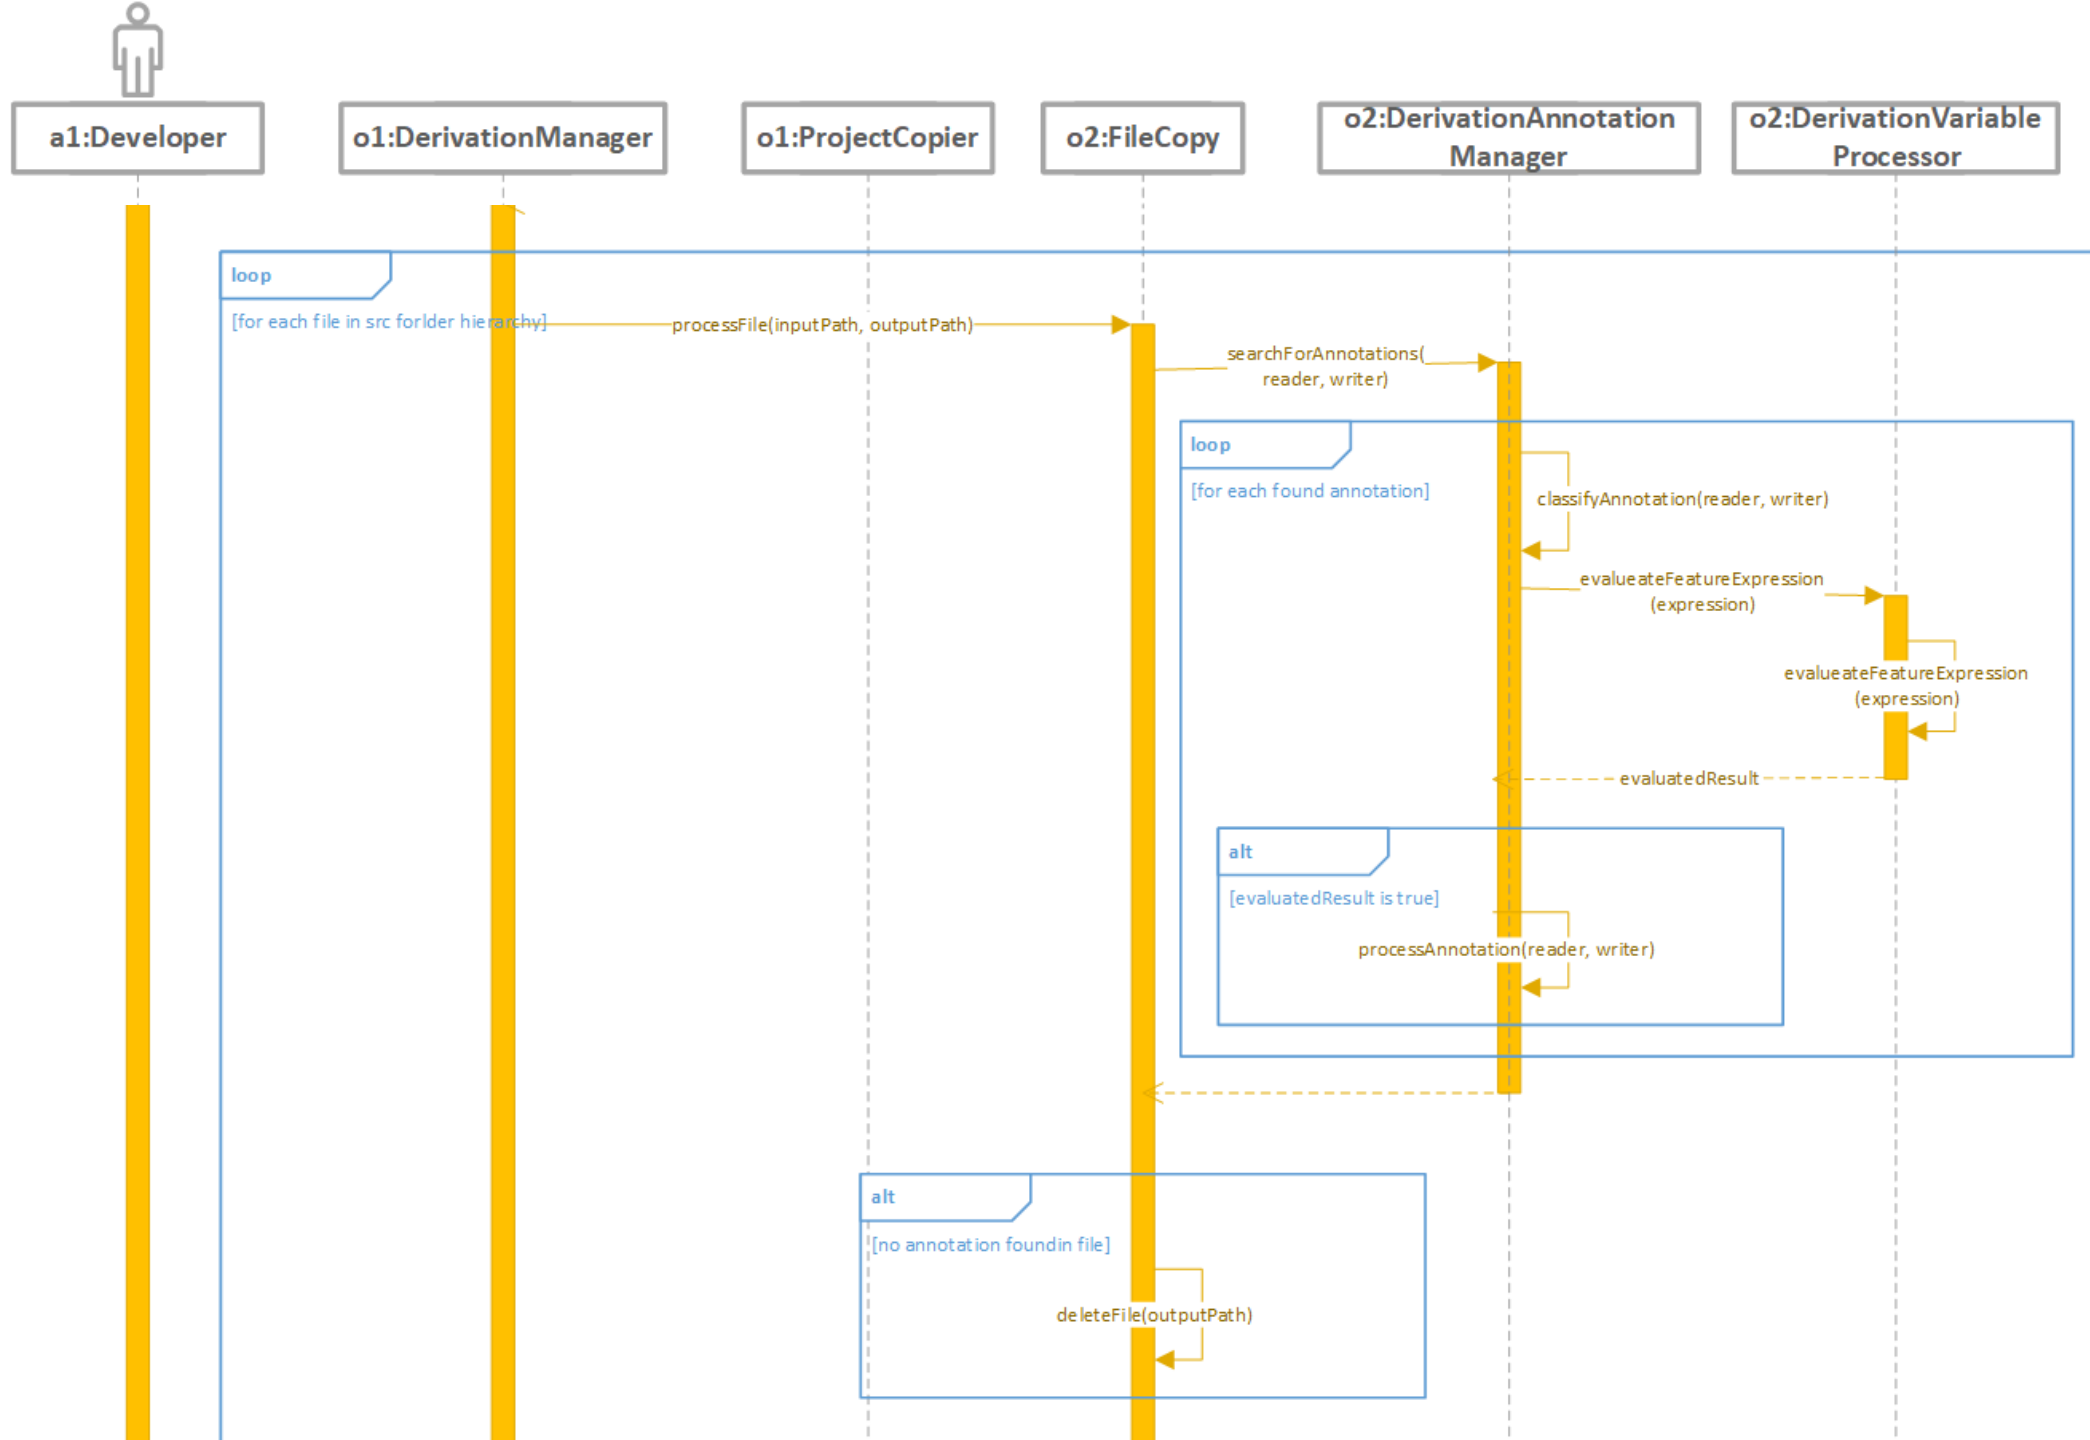 a1:Developer
o1:DerivationManager
o1:ProjectCopier
o2:FileCopy
o2:DerivationAnnotation
Manager
o2:DerivationVariable
Processor
loop
[for each file in src forlder hierarchy]
processFile(inputPath, outputPath)
searchForAnnotations(
reader, writer)
loop
[for each found annotation]
classifyAnnotation(reader, writer)
evalueateFeatureExpression
(expression)
evalueateFeatureExpression
(expression)
evaluatedResult
alt
[evaluatedResult is true]
processAnnotation(reader, writer)
alt
[no annotation foundin file]
deleteFile(outputPath)